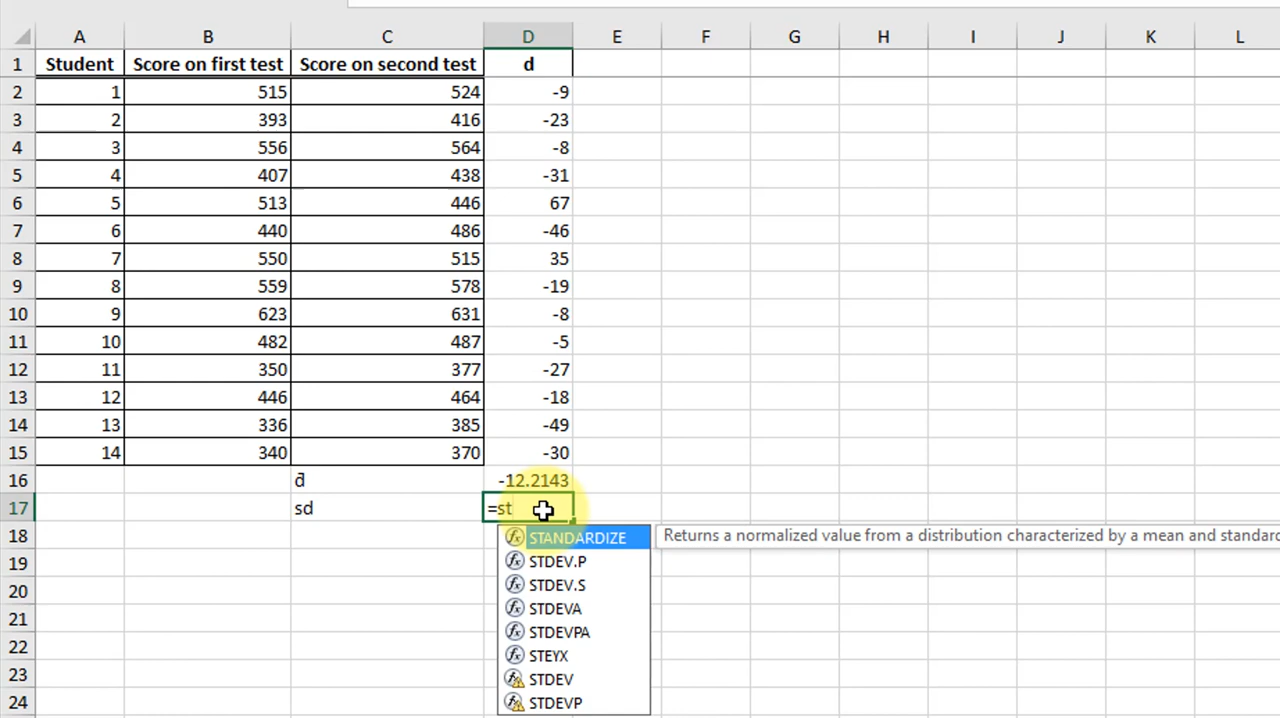 A B C D E F G H I J K L
1 Student Score on first test Score on second test d
2 1 515 524 -9
3 2 393 416 -23
4 3 556 564 -8
5 4 407 438 -31
6 5 513 446 67
7 6 440 486 -46
8 7 550 515 35
9 8 559 578 -19
10 9 623 631 -8
11 10 482 487 -5
12 11 350 377 -27
13 12 446 464 -18
14 13 336 385 -49
15 14 340 370 -30
16 d̄ -12.2143
17 sd =st
18 STANDARDIZE Returns a normalized value from a distribution characterized by a mean and standard
19 STDEV.P
20 STDEV.S
21 STDEVA
22 STDEVPA
23 STEYX
STDEV
24 STDEVP